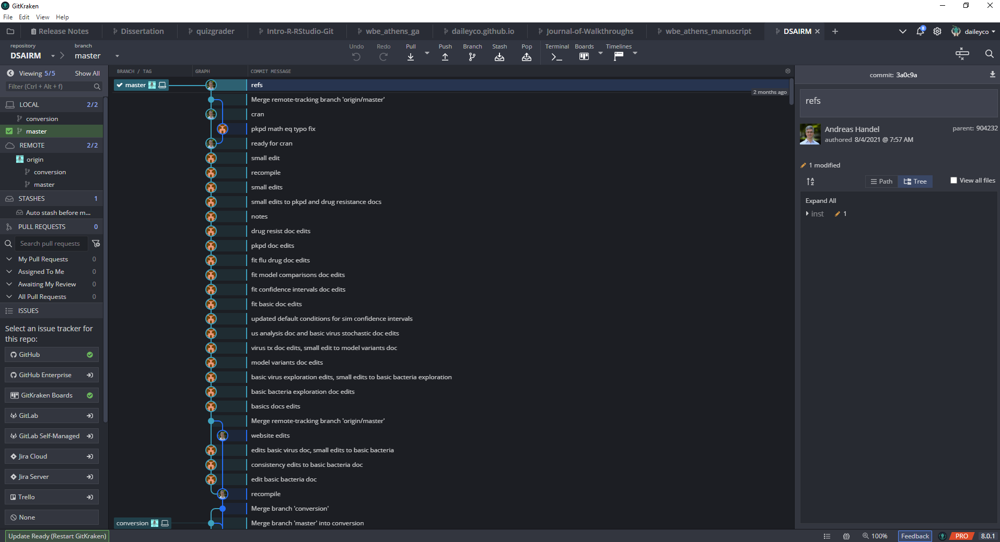 GitKraken
File Edit View Help
Release Notes Dissertation quizgrader Intro-R-RStudio-Git wbe_athens_ga daileyco.github.io Journal-of-Walkthroughs wbe_athens_manuscript DSAIRM 8 daileyco
repository branch Undo Redo Pull Push Branch Stash Pop Terminal Boards Timelines
DSAIRM master
Viewing 5/5 Show All
Filter (Ctrl + Alt + f)
LOCAL 2/2
conversion
master
REMOTE 2/2
origin
conversion
master
STASHES 1
Auto stash before m...
PULL REQUESTS 0
Search pull requests
My Pull Requests 0
Assigned To Me 0
Awaiting My Review 0
All Pull Requests 0
ISSUES
Select an issue tracker for
this repo:
GitHub
GitHub Enterprise
GitKraken Boards
GitLab
GitLab Self-Managed
Jira Cloud
Jira Server
Trello
None
BRANCH / TAG GRAPH COMMIT MESSAGE
master refs
2 months ago
Merge remote-tracking branch 'origin/master'
cran
pkpd math eq typo fix
ready for cran
small edit
recompile
small edits
small edits to pkpd and drug resistance docs
notes
drug resist doc edits
pkpd doc edits
fit flu drug doc edits
fit model comparisons doc edits
fit confidence intervals doc edits
fit basic doc edits
updated default conditions for sim confidence intervals
us analysis doc and basic virus stochastic doc edits
virus tx doc edits, small edit to model variants doc
model variants doc edits
basic virus exploration edits, small edits to basic bacteria exploration
basic bacteria exploration doc edits
basics docs edits
Merge remote-tracking branch 'origin/master'
website edits
edits basic virus doc, small edits to basic bacteria
consistency edits to basic bacteria doc
edit basic bacteria doc
recompile
Merge branch 'conversion'
conversion Merge branch 'master' into conversion
commit: 3a0c9a
refs
Andreas Handel parent: 904232
authored 8/4/2021 @ 7:57 AM
1 modified
A Z Path Tree View all files
Expand All
inst 1
Update Ready (Restart GitKraken) 100% Feedback PRO 8.0.1